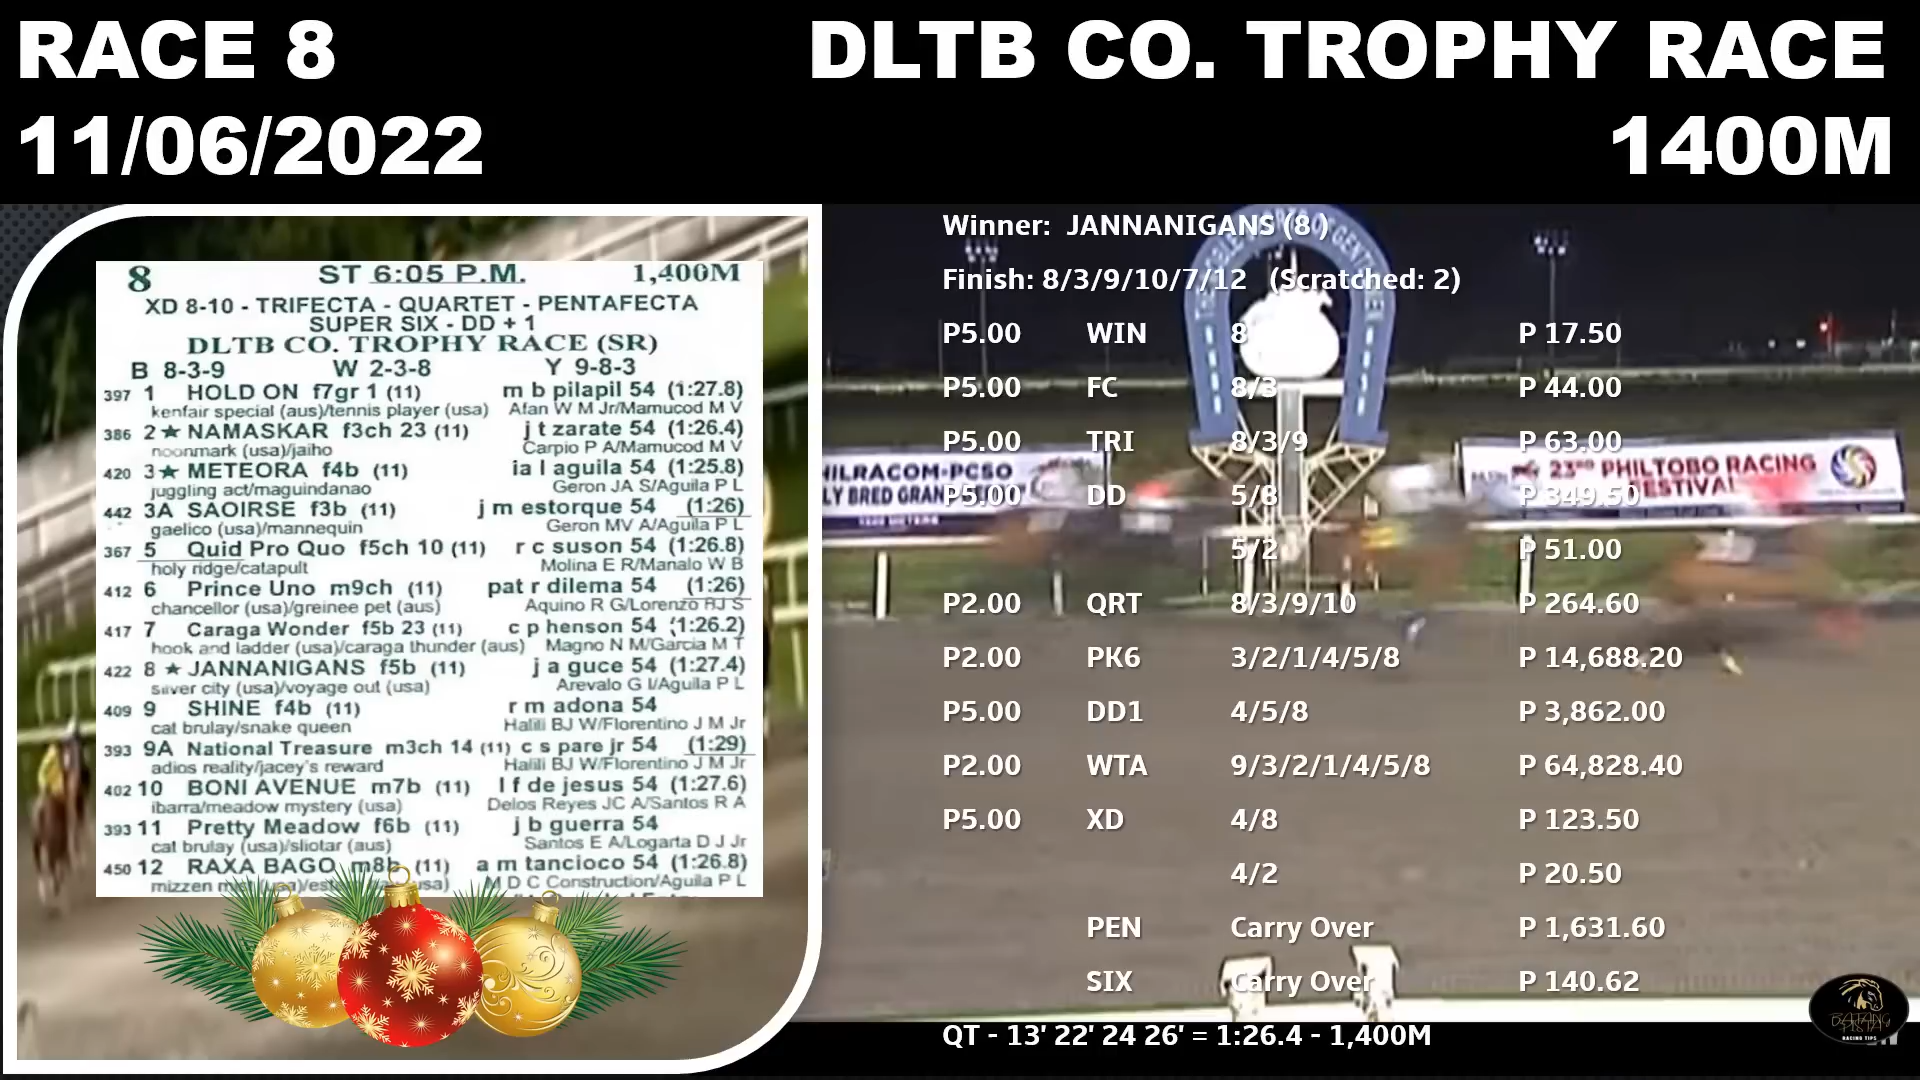 RACE 8
11/06/2022
DLTB CO. TROPHY RACE
1400M
8 ST 6:05 P.M. 1,400M
XD 8-10 - TRIFECTA - QUARTET - PENTAFECTA
SUPER SIX - DD + 1
DLTB CO. TROPHY RACE (SR)
B 8-3-9 W 2-3-8 Y 9-8-3
397 1 HOLD ON f7gr 1 (11) m b pilapil 54 (1:27.8)
kenfair special (aus)/tennis player (usa) Afan W M Jr/Mamucod M V
386 2 ★ NAMASKAR f3ch 23 (11) j t zarate 54 (1:26.4)
noonmark (usa)/jaiho Carpio P A/Mamucod M V
420 3 ★ METEORA f4b (11) ia l aguila 54 (1:25.8)
juggling act/maguindanao Geron JA S/Aguila P L
442 3A SAOIRSE f3b (11) j m estorque 54 (1:26)
gaelico (usa)/mannequin Geron MV A/Aguila P L
367 5 Quid Pro Quo f5ch 10 (11) r c suson 54 (1:26.8)
holy ridge/catapult Molina E R/Manalo W B
412 6 Prince Uno m9ch (11) pat r dilema 54 (1:26)
chancellor (usa)/greinee pet (aus) Aquino R G/Lorenzo RJ S
417 7 Caraga Wonder f5b 23 (11) c p henson 54 (1:26.2)
hook and ladder (usa)/caraga thunder (aus) Magno N M/Garcia M T
422 8 ★ JANNANIGANS f5b (11) j a guce 54 (1:27.4)
silver city (usa)/voyage out (usa) Arevalo G I/Aguila P L
409 9 SHINE f4b (11) r m adona 54
cat brulay/snake queen Halili BJ W/Florentino J M Jr
393 9A National Treasure m3ch 14 (11) c s pare jr 54 (1:29)
adios reality/jacey's reward Halili BJ W/Florentino J M Jr
402 10 BONI AVENUE m7b (11) l f de jesus 54 (1:27.6)
ibarra/meadow mystery (usa) Delos Reyes JC A/Santos R A
393 11 Pretty Meadow f6b (11) j b guerra 54
cat brulay (usa)/sliotar (aus) Santos E A/Logarta D J Jr
450 12 RAXA BAGO m8b (11) a m tancioco 54 (1:26.8)
mizzen M D C Construction/Aguila P L
Winner: JANNANIGANS (8)
Finish: 8/3/9/10/7/12 (Scratched: 2)
P5.00 WIN 8 P 17.50
P5.00 FC 8/3 P 44.00
P5.00 TRI 8/3/9 P 63.00
P5.00 DD 5/8 P 349.50
5/2 P 51.00
P2.00 QRT 8/3/9/10 P 264.60
P2.00 PK6 3/2/1/4/5/8 P 14,688.20
P5.00 DD1 4/5/8 P 3,862.00
P2.00 WTA 9/3/2/1/4/5/8 P 64,828.40
P5.00 XD 4/8 P 123.50
4/2 P 20.50
PEN Carry Over P 1,631.60
SIX Carry Over P 140.62
QT - 13' 22' 24 26' = 1:26.4 - 1,400M
HILRACOM-PCSO
LY BRED GRAN
23RD PHILTOBO RACING
FESTIVAL
BATANG
PISTA
RACING TIPS